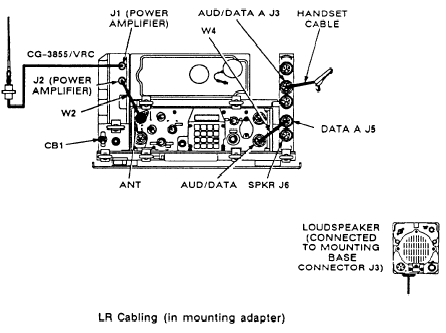 J1 (POWER
AMPLIFIER)
AUD/DATA A J3
HANDSET
CABLE
W4
CG-3855/VRC
J2 (POWER
AMPLIFIER)
W2
CB1
DATA A J5
ANT
AUD/DATA
SPKR J6
LOUDSPEAKER
(CONNECTED
TO MOUNTING
BASE
CONNECTOR J3)
LR Cabling (in mounting adapter)